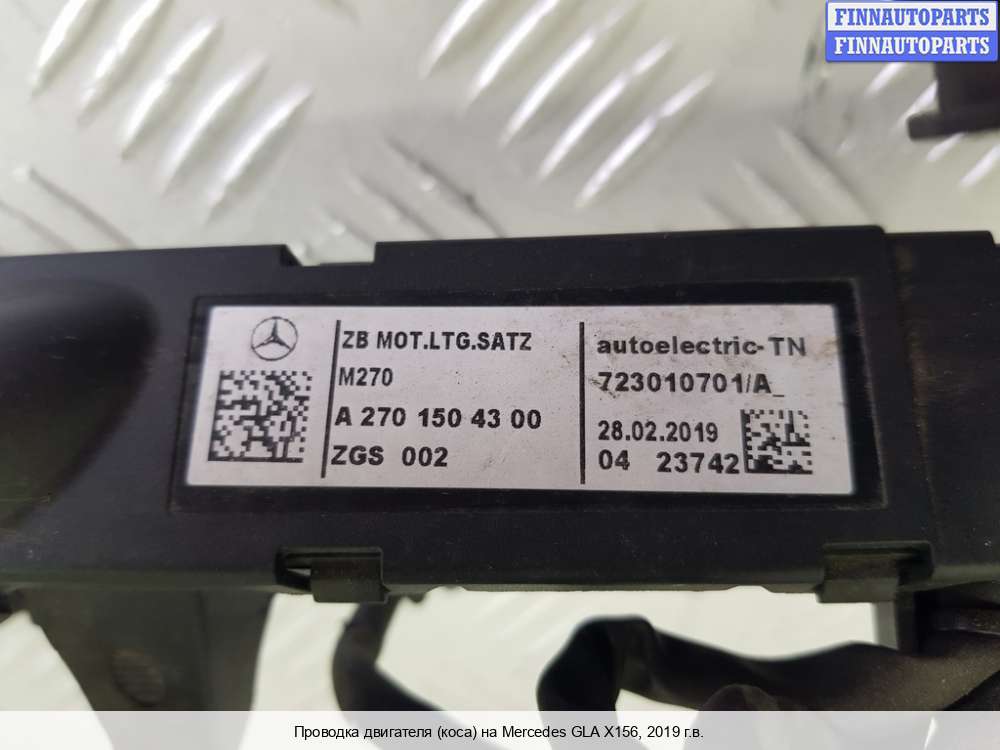 FINNAUTOPARTS
FINNAUTOPARTS
ZB MOT.LTG.SATZ
M270
A 270 150 43 00
ZGS 002
autoelectric-TN
723010701/A_
28.02.2019
04 23742
Проводка двигателя (коса) на Mercedes GLA X156, 2019 г.в.